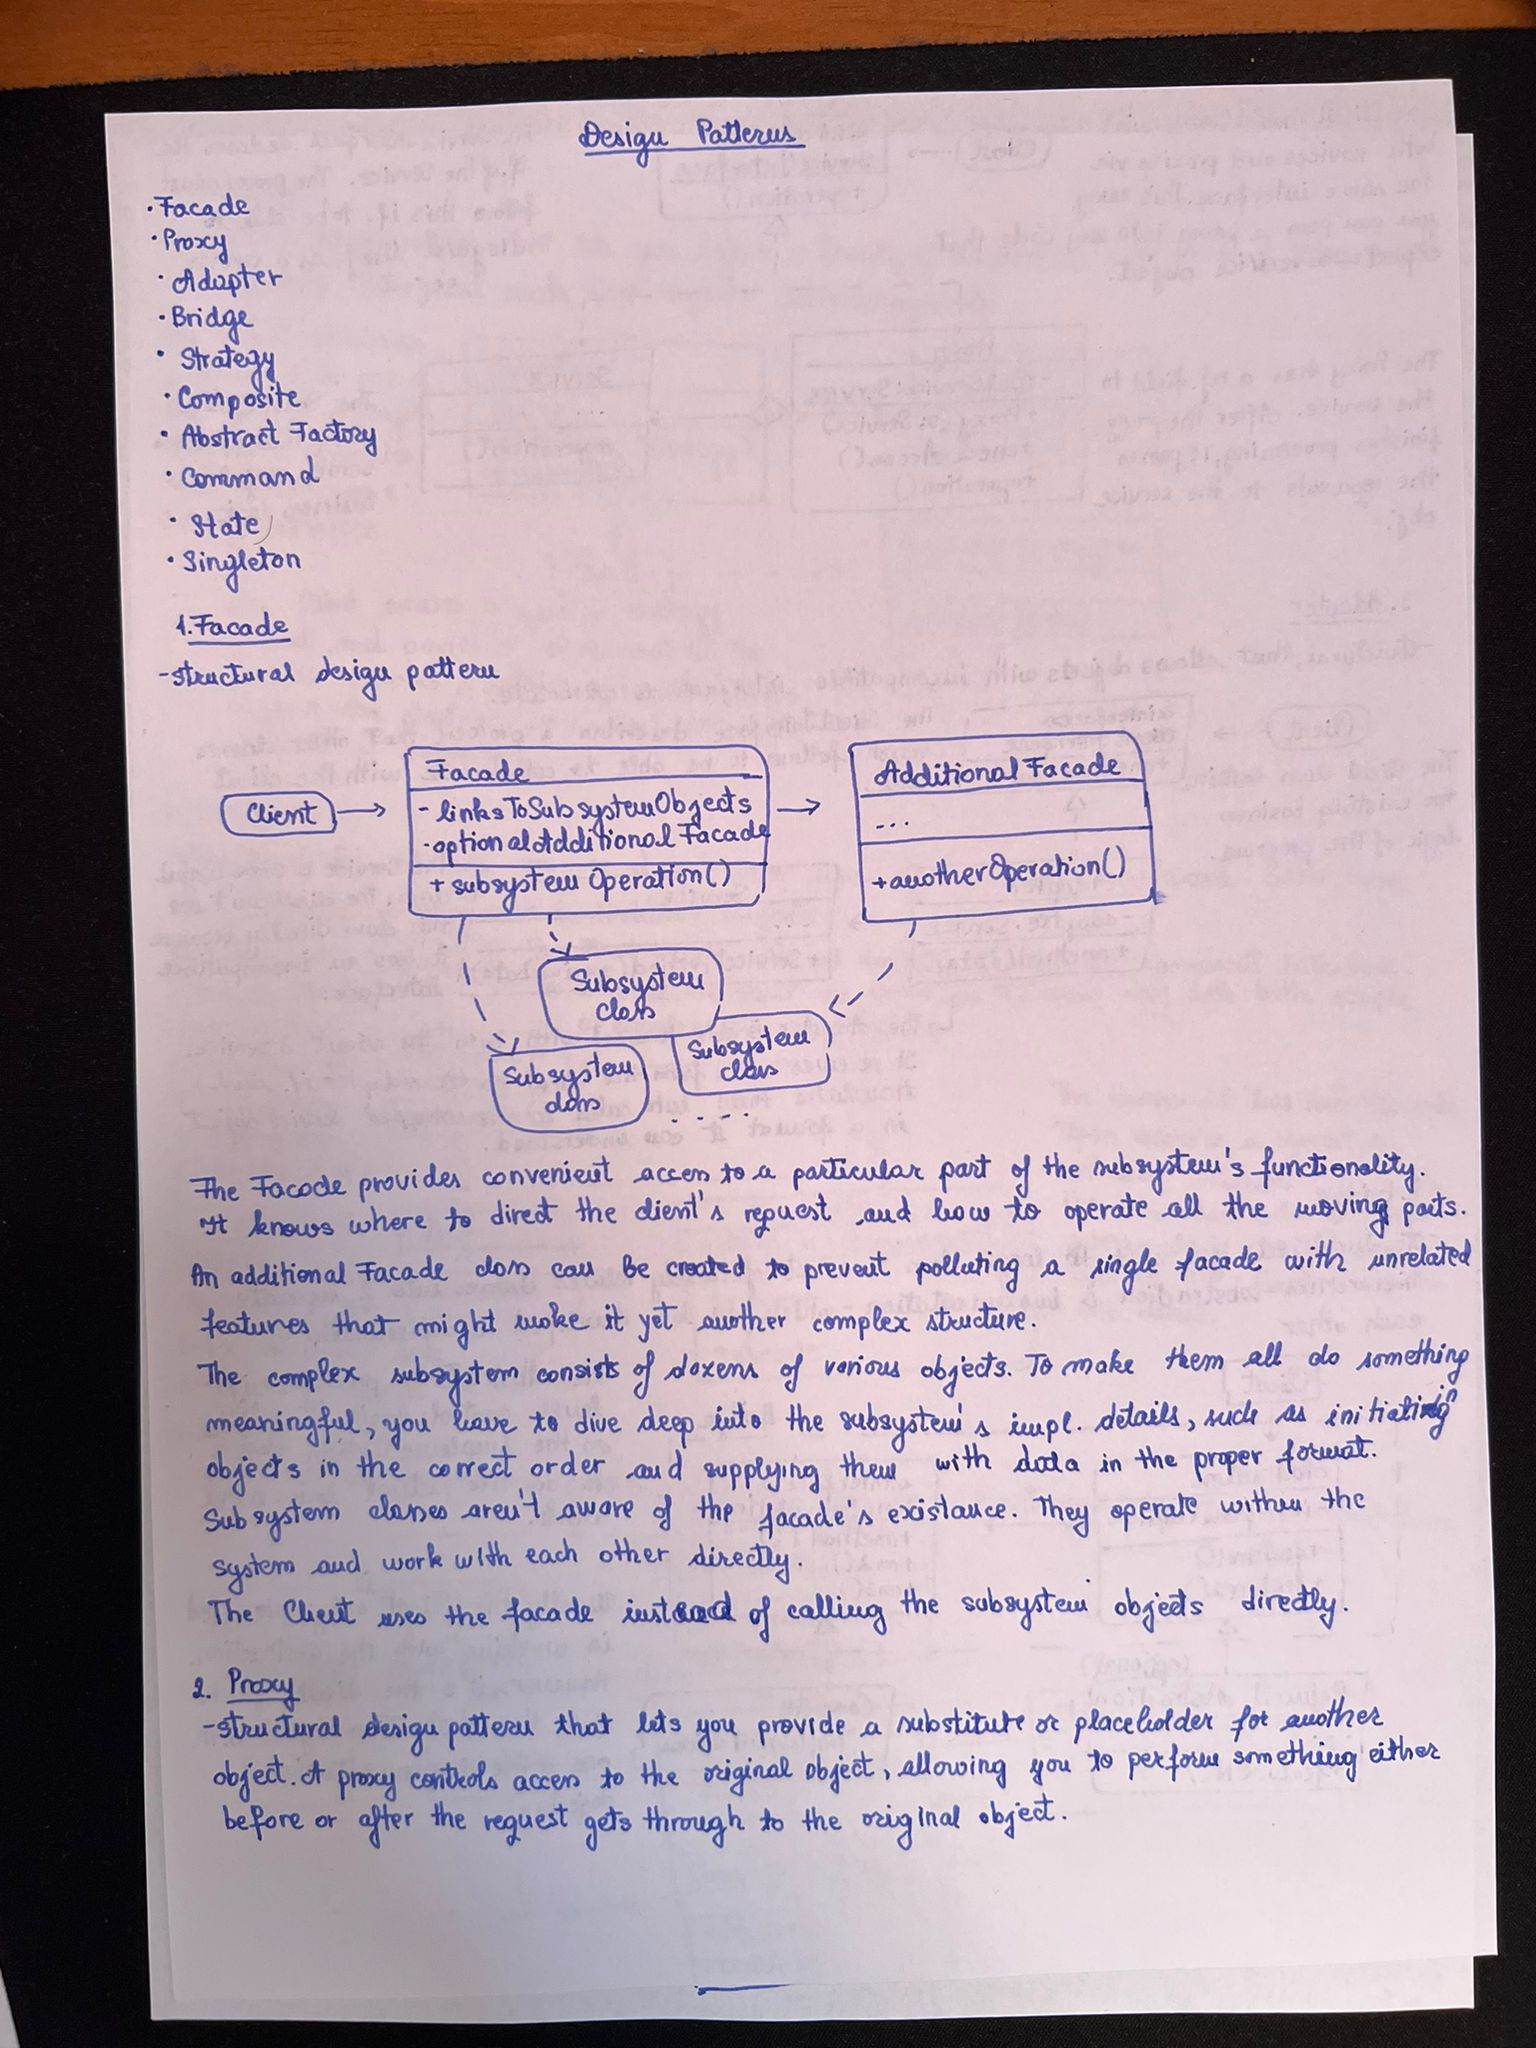 Design Patterns
· Facade
· Proxy
· Adapter
· Bridge
· Strategy
· Composite
· Abstract Factory
· Command
· State
· Singleton
1. Facade
- structural design pattern
Client
Facade
- linksToSubsystemObjects
- optionalAdditionalFacade
+ subsystemOperation()
Additional Facade
...
+anotherOperation()
Subsystem
class
Subsystem
class
Subsystem
class
.....
The Facade provides convenient access to a particular part of the subsystem's functionality.
It knows where to direct the client's request and how to operate all the moving parts.
An additional Facade class can be created to prevent polluting a single facade with unrelated
features that might make it yet another complex structure.
The complex subsystem consists of dozens of various objects. To make them all do something
meaningful, you have to dive deep into the subsystem's impl. details, such as initiating
objects in the correct order and supplying them with data in the proper format.
Subsystem classes aren't aware of the facade's existance. They operate within the
system and work with each other directly.
The Client uses the facade instead of calling the subsystem objects directly.
2. Proxy
- structural design pattern that lets you provide a substitute or placeholder for another
object. A proxy controls access to the original object, allowing you to perform something either
before or after the request gets through to the original object.